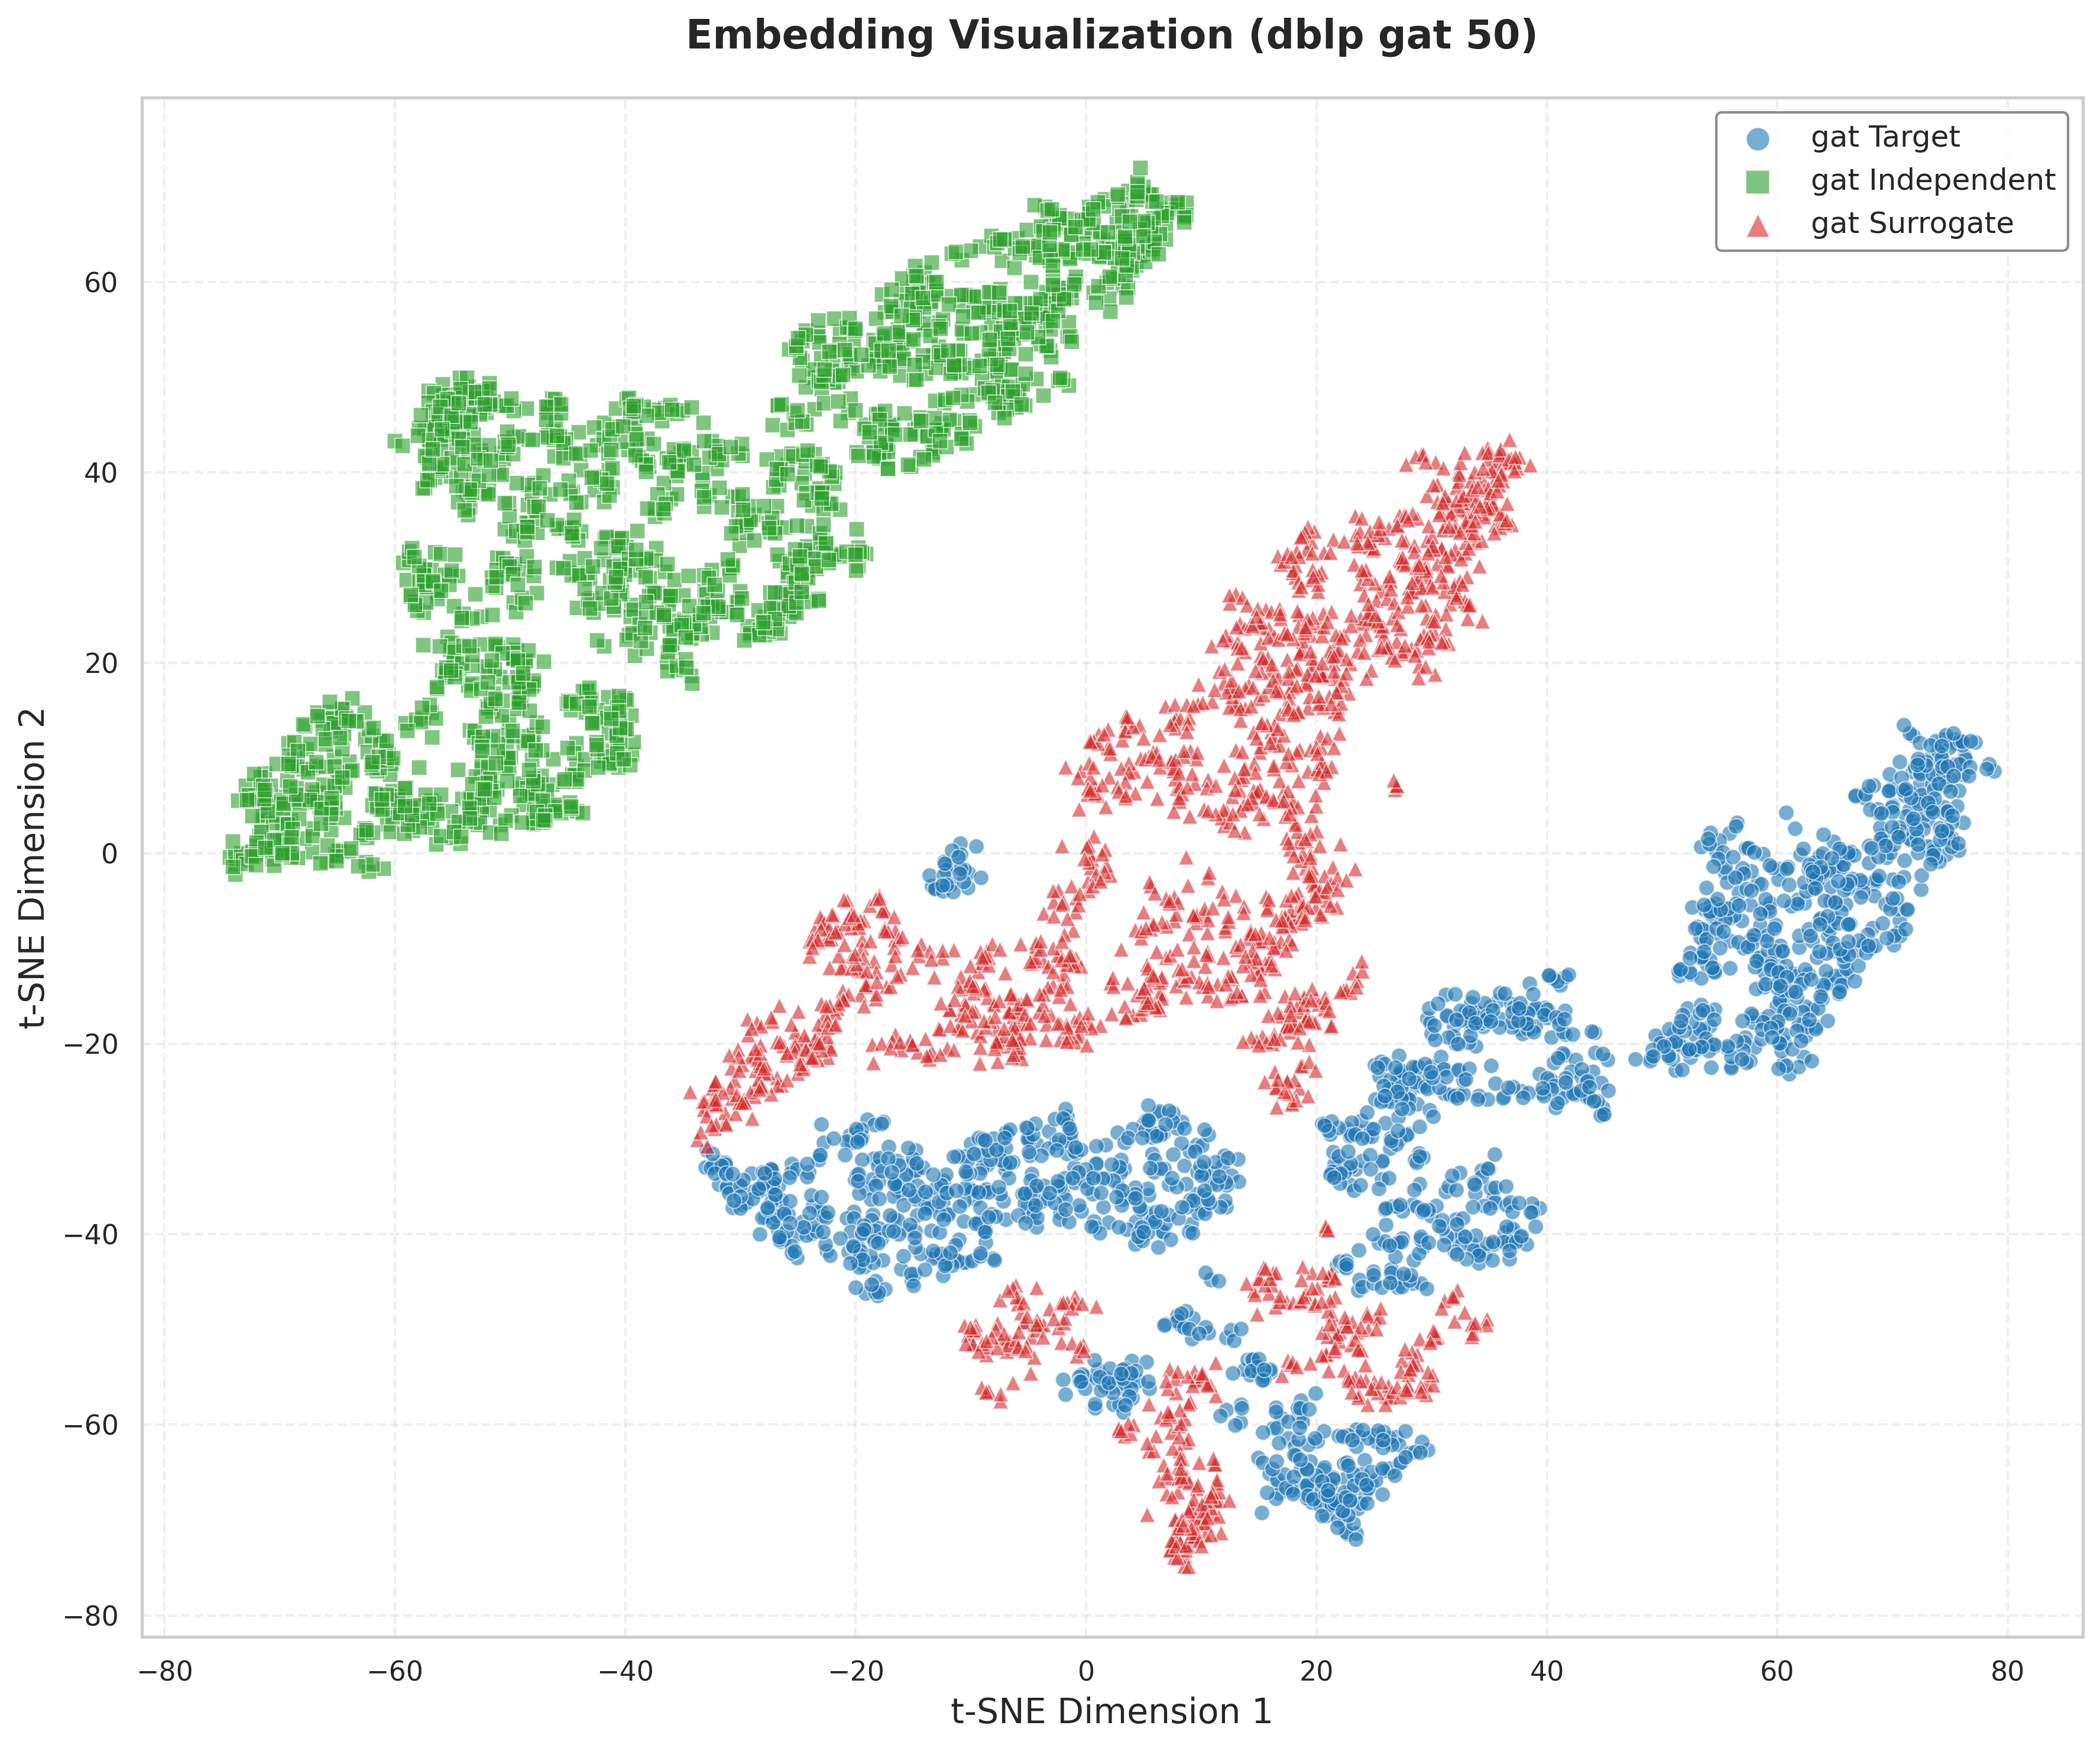 Embedding Visualization (dblp gat 50)
gat Target
gat Independent
gat Surrogate
60
40
20
0
−20
−40
−60
−80
t-SNE Dimension 2
−80
−60
−40
−20
0
20
40
60
80
t-SNE Dimension 1